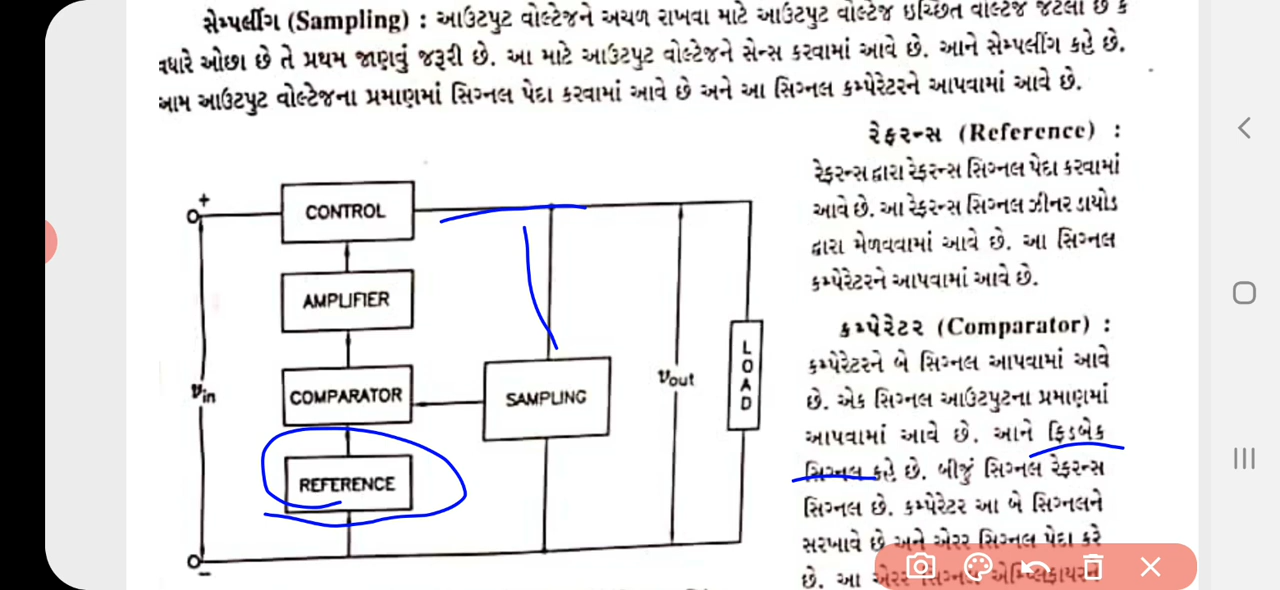 સેમ્પલીંગ (Sampling) : આઉટપુટ વોલ્ટેજને અચળ રાખવા માટે આઉટપુટ વોલ્ટેજ ઇચ્છિત વોલ્ટેજ જેટલા છે કે
વધારે ઓછા છે તે પ્રથમ જાણવું જરૂરી છે. આ માટે આઉટપુટ વોલ્ટેજને સેન્સ કરવામાં આવે છે. આને સેમ્પલીંગ કહે છે.
આમ આઉટપુટ વોલ્ટેજના પ્રમાણમાં સિગ્નલ પેદા કરવામાં આવે છે અને આ સિગ્નલ કમ્પેરેટરને આપવામાં આવે છે.
રેફરન્સ (Reference) :
રેફરન્સ દ્વારા રેફરન્સ સિગ્નલ પેદા કરવામાં
આવે છે. આ રેફરન્સ સિગ્નલ ઝીનર ડાયોડ
દ્વારા મેળવવામાં આવે છે. આ સિગ્નલ
કમ્પેરેટરને આપવામાં આવે છે.
કમ્પેરેટર (Comparator) :
કમ્પેરેટરને બે સિગ્નલ આપવામાં આવે
છે. એક સિગ્નલ આઉટપુટના પ્રમાણમાં
આપવામાં આવે છે. આને ફિડબેક
સિગ્નલ કહે છે. બીજું સિગ્નલ રેફરન્સ
સિગ્નલ છે. કમ્પેરેટર આ બે સિગ્નલને
સરખાવે છે અને એરર સિગ્નલ પેદા કરે
છે. આ એરર સિગ્નલ એમ્પ્લિફાયરને
+
CONTROL
AMPLIFIER
COMPARATOR
REFERENCE
SAMPLING
vin
vout
LOAD
−